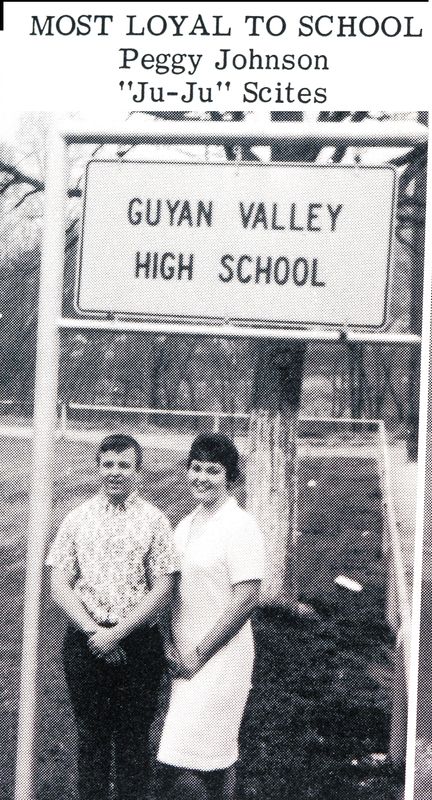 MOST LOYAL TO SCHOOL
Peggy Johnson
"Ju-Ju" Scites
GUYAN VALLEY
HIGH SCHOOL